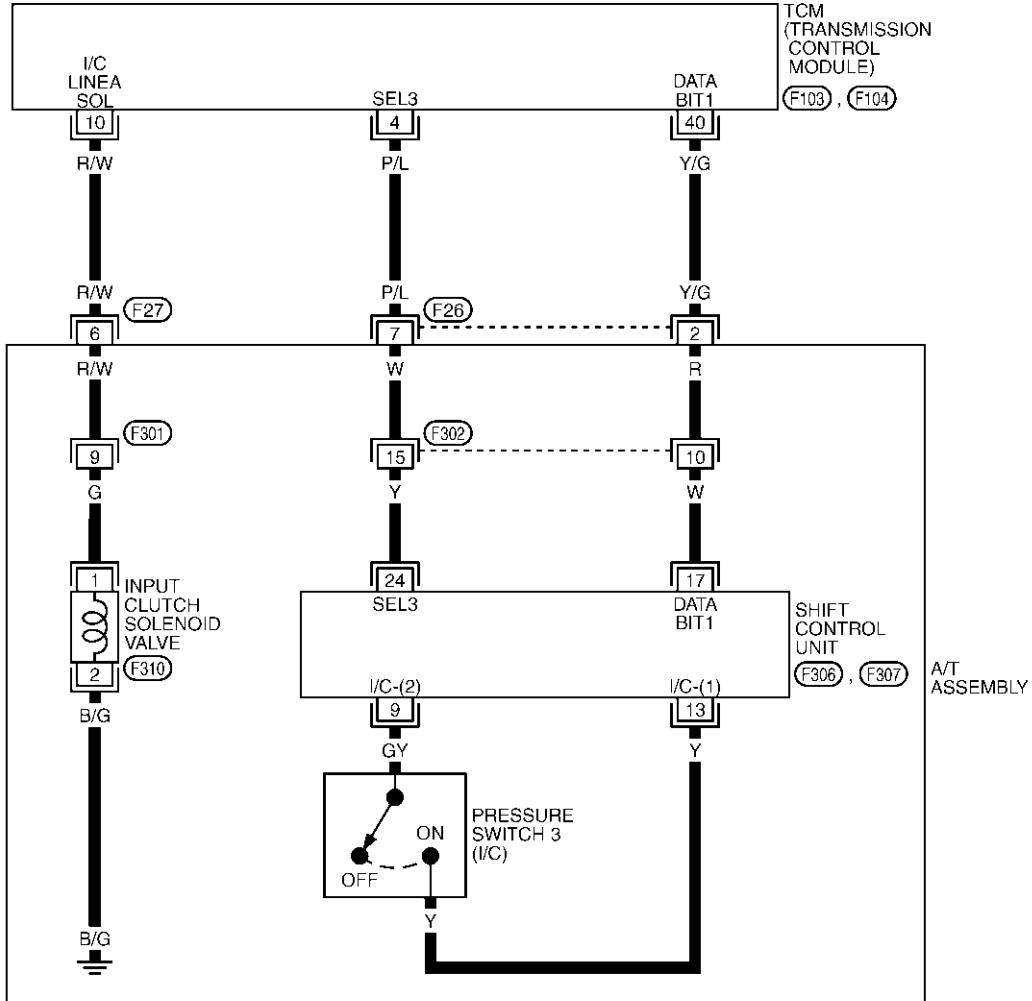 TCM
(TRANSMISSION
CONTROL
MODULE)
F103 , F104
I/C
LINEA
SOL
SEL3
DATA
BIT1
10
4
40
R/W
P/L
Y/G
R/W
P/L
Y/G
F27
F26
6
7
2
R/W
W
R
F301
F302
9
15
10
G
Y
W
1
24
17
INPUT
CLUTCH
SOLENOID
VALVE
F310
2
SEL3
DATA
BIT1
SHIFT
CONTROL
UNIT
F306 , F307
A/T
ASSEMBLY
I/C-(2)
I/C-(1)
9
13
B/G
GY
Y
PRESSURE
SWITCH 3
(I/C)
ON
OFF
Y
B/G